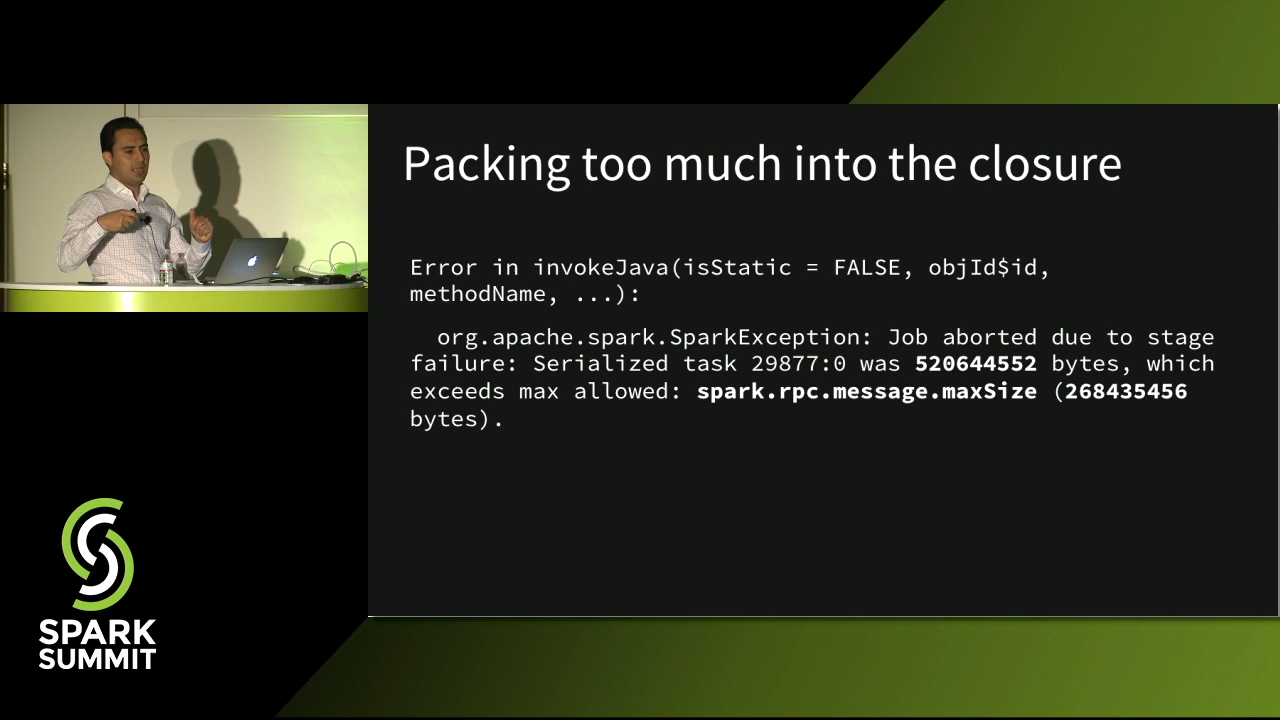 Packing too much into the closure
Error in invokeJava(isStatic = FALSE, objId$id,
methodName, ...):
org.apache.spark.SparkException: Job aborted due to stage
failure: Serialized task 29877:0 was 520644552 bytes, which
exceeds max allowed: spark.rpc.message.maxSize (268435456
bytes).
SPARK
SUMMIT